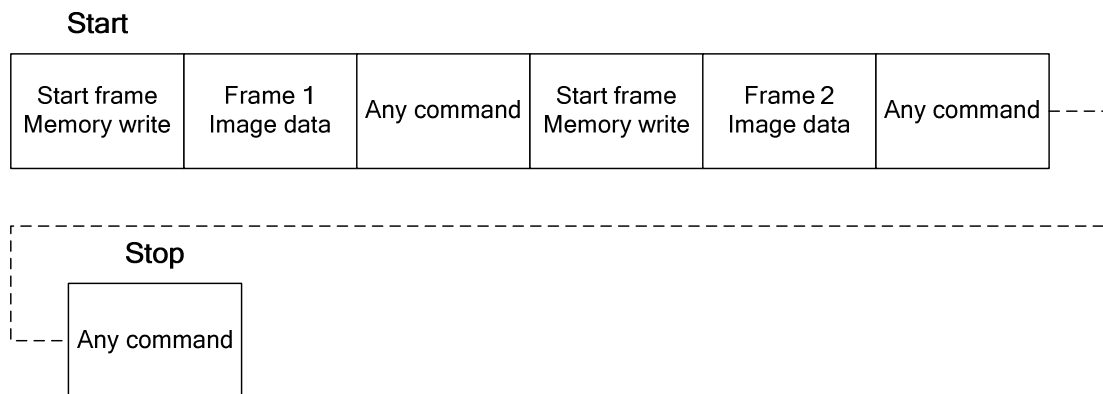 Start
Start frame
Memory write
Frame 1
Image data
Any command
Start frame
Memory write
Frame 2
Image data
Any command
Stop
Any command